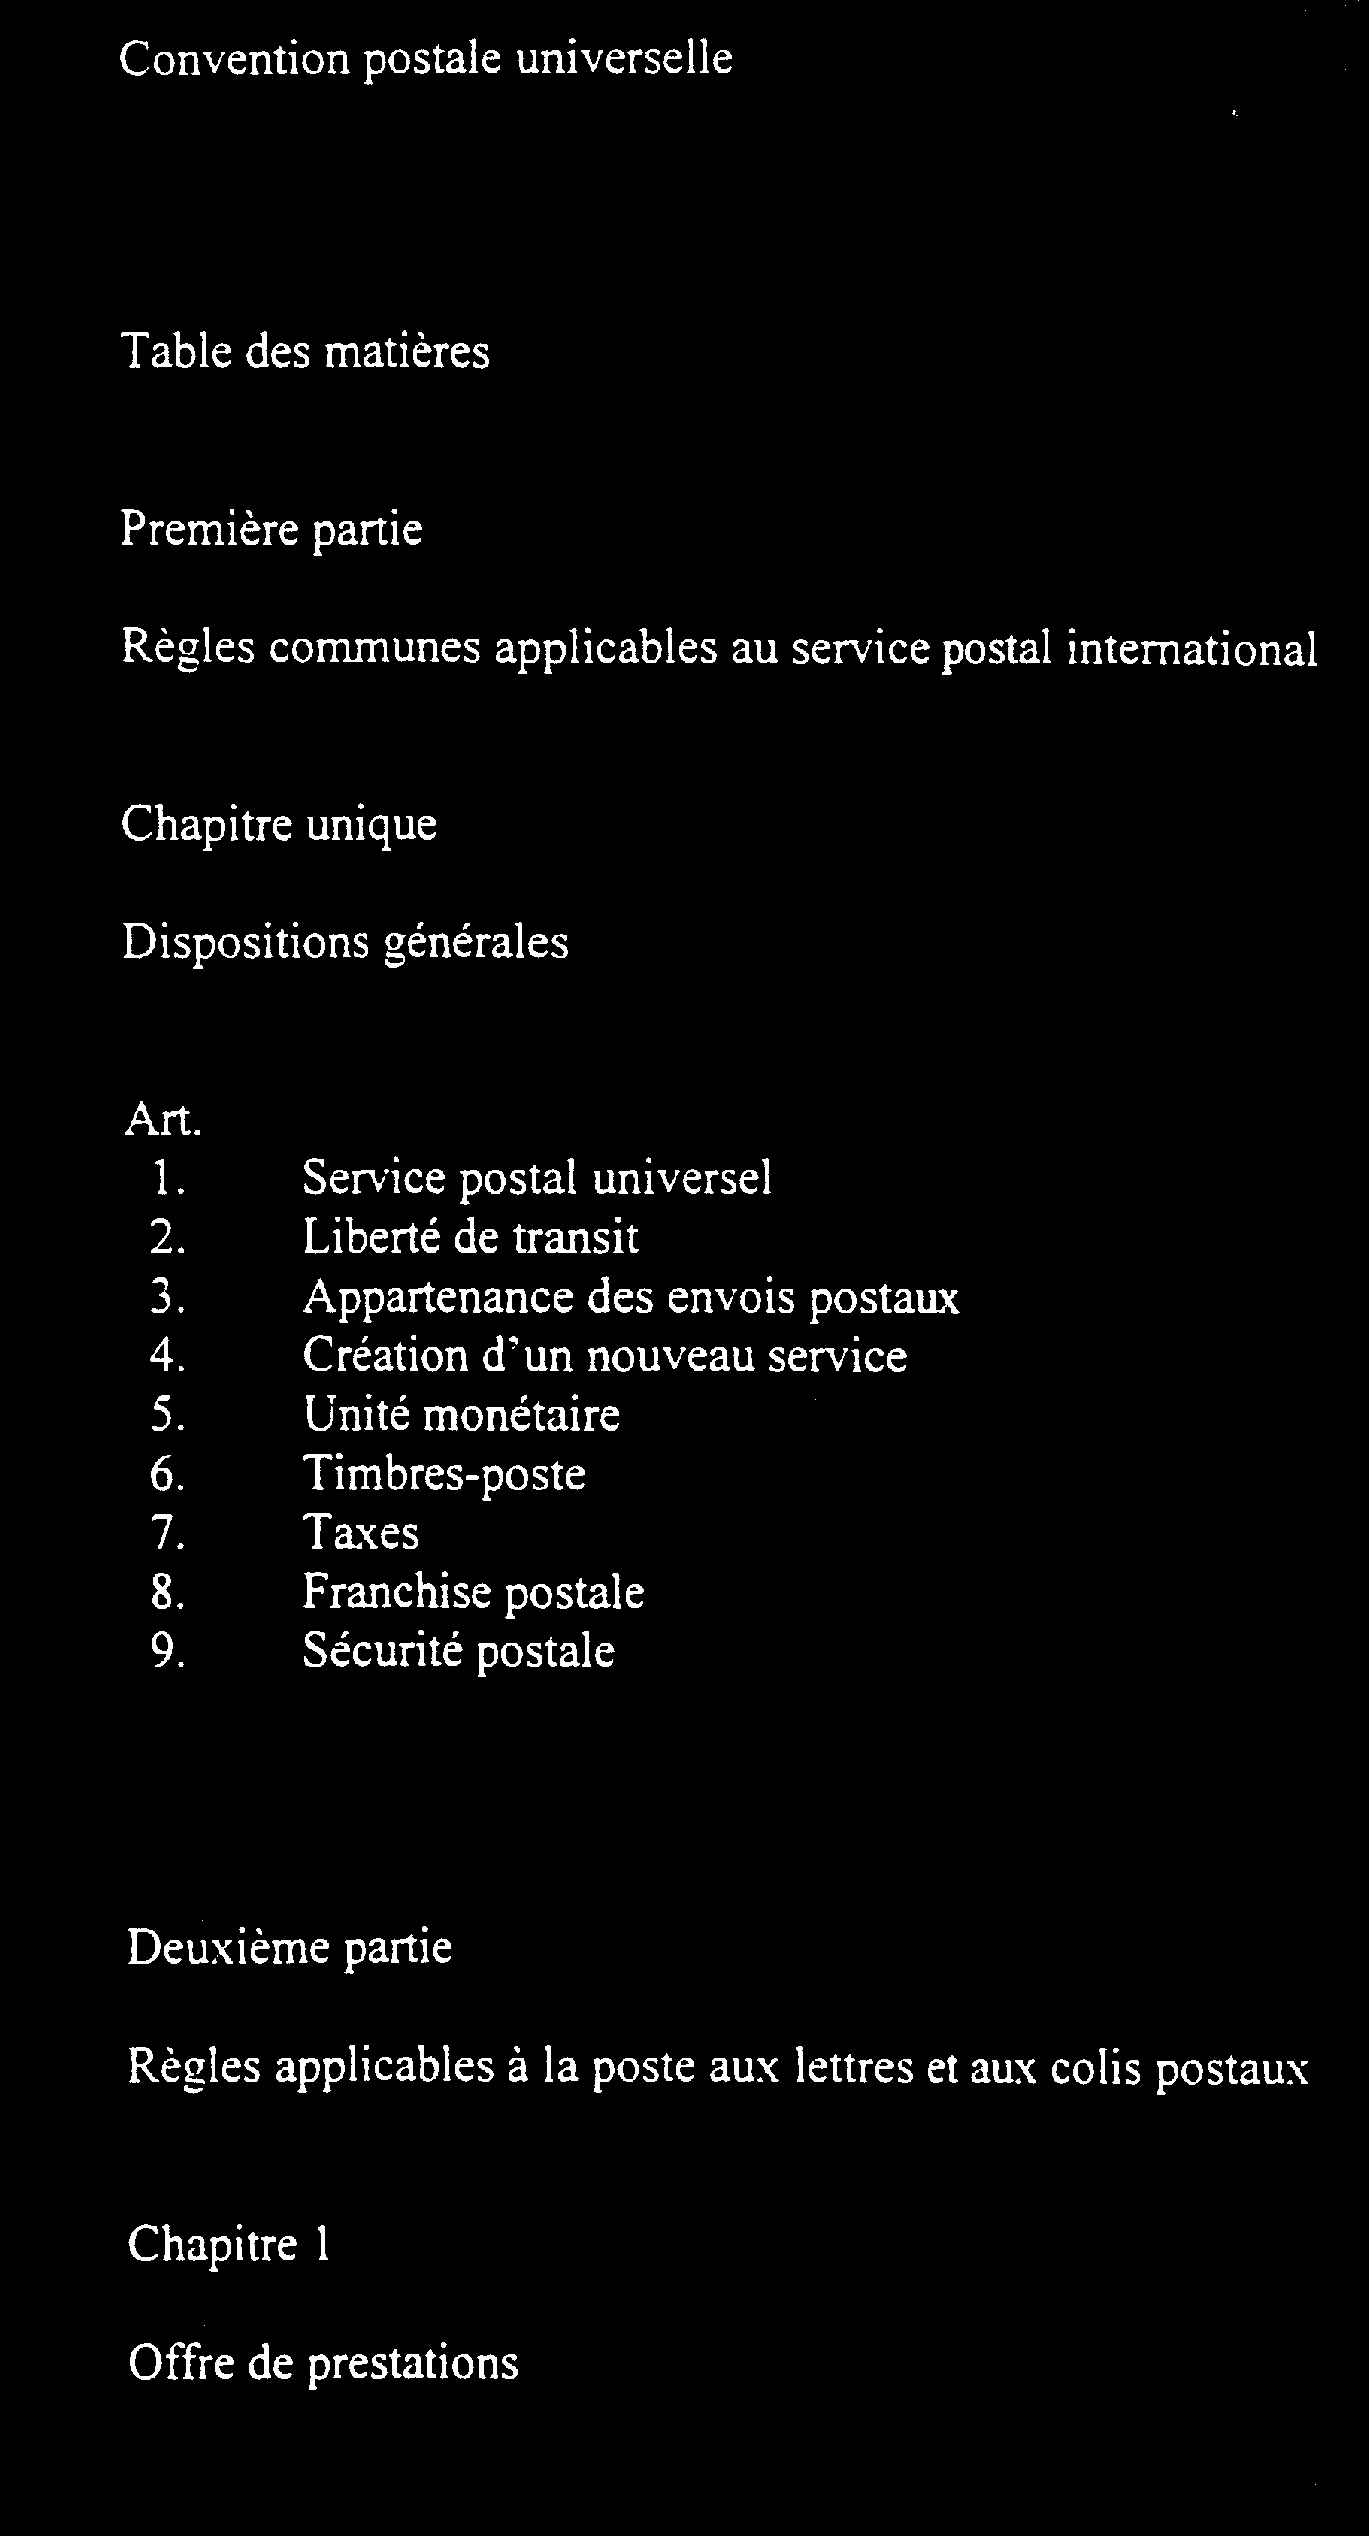 Convention postale universelle
Table des matières
Première partie
Règles communes applicables au service postal international
Chapitre unique
Dispositions générales
Art.
1. Service postal universel
2. Liberté de transit
3. Appartenance des envois postaux
4. Création d'un nouveau service
5. Unité monétaire
6. Timbres-poste
7. Taxes
8. Franchise postale
9. Sécurité postale
Deuxième partie
Règles applicables à la poste aux lettres et aux colis postaux
Chapitre 1
Offre de prestations